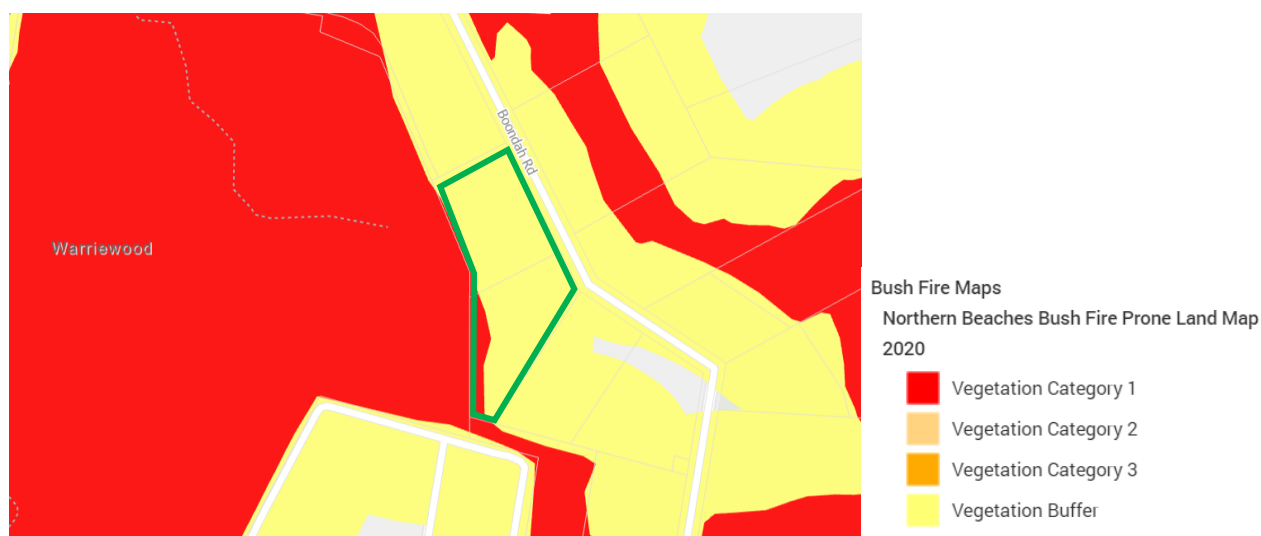 Boondah Rd
Warriewood
Bush Fire Maps
Northern Beaches Bush Fire Prone Land Map
2020
Vegetation Category 1
Vegetation Category 2
Vegetation Category 3
Vegetation Buffer